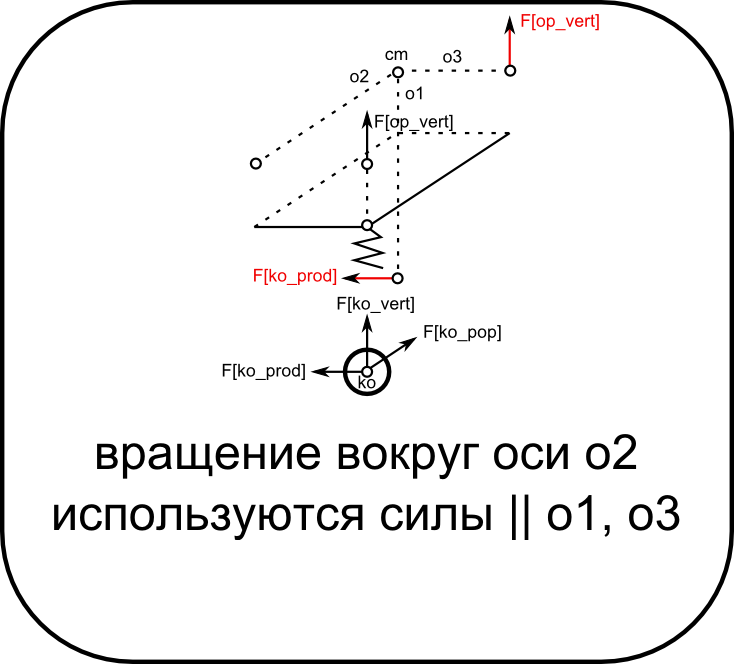 F[op_vert]
cm
o3
o2
o1
F[op_vert]
F[ko_prod]
F[ko_vert]
F[ko_pop]
F[ko_prod]
ko
вращение вокруг оси o2
используются силы || o1, o3